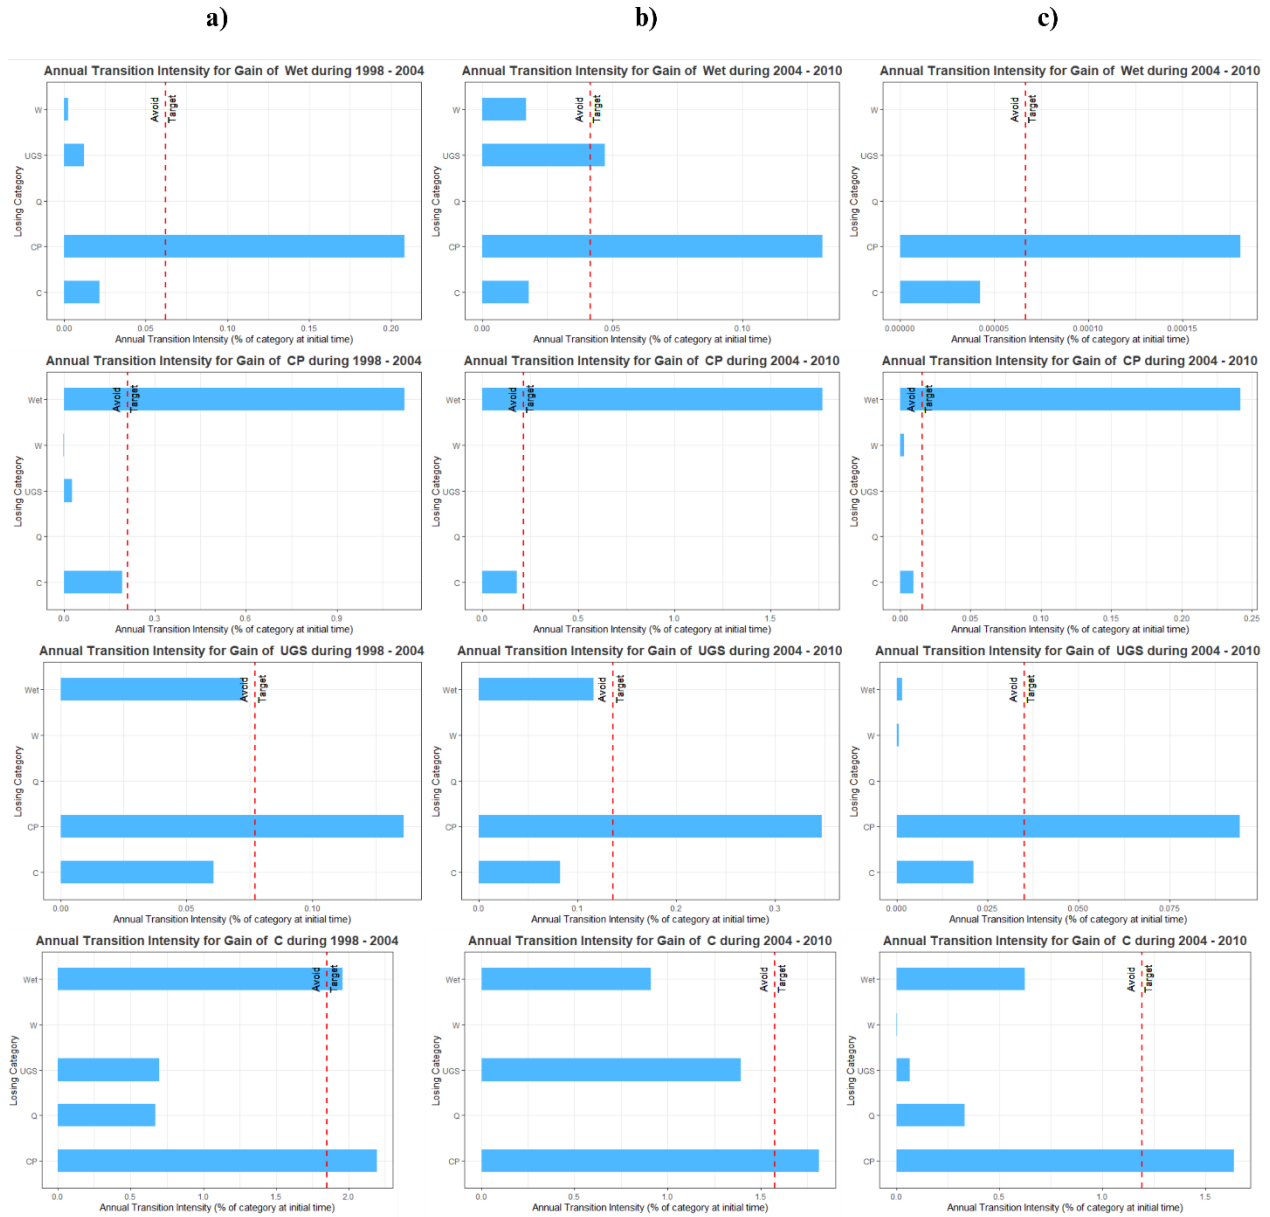 a) b) c)
Annual Transition Intensity for Gain of Wet during 1998 - 2004
Losing Category
W
UGS
Q
CP
C
Avoid
Target
0.00 0.05 0.10 0.15 0.20
Annual Transition Intensity (% of category at initial time)
Annual Transition Intensity for Gain of Wet during 2004 - 2010
Losing Category
W
UGS
Q
CP
C
Avoid
Target
0.00 0.05 0.10
Annual Transition Intensity (% of category at initial time)
Annual Transition Intensity for Gain of Wet during 2004 - 2010
Losing Category
W
UGS
Q
CP
C
Avoid
Target
0.00000 0.00005 0.00010 0.00015
Annual Transition Intensity (% of category at initial time)
Annual Transition Intensity for Gain of CP during 1998 - 2004
Losing Category
Wet
W
UGS
Q
C
Avoid
Target
0.0 0.3 0.6 0.9
Annual Transition Intensity (% of category at initial time)
Annual Transition Intensity for Gain of CP during 2004 - 2010
Losing Category
Wet
W
UGS
Q
C
Avoid
Target
0.0 0.5 1.0 1.5
Annual Transition Intensity (% of category at initial time)
Annual Transition Intensity for Gain of CP during 2004 - 2010
Losing Category
Wet
W
UGS
Q
C
Avoid
Target
0.00 0.05 0.10 0.15 0.20 0.25
Annual Transition Intensity (% of category at initial time)
Annual Transition Intensity for Gain of UGS during 1998 - 2004
Losing Category
Wet
W
Q
CP
C
Avoid
Target
0.00 0.05 0.10
Annual Transition Intensity (% of category at initial time)
Annual Transition Intensity for Gain of UGS during 2004 - 2010
Losing Category
Wet
W
Q
CP
C
Avoid
Target
0.0 0.1 0.2 0.3
Annual Transition Intensity (% of category at initial time)
Annual Transition Intensity for Gain of UGS during 2004 - 2010
Losing Category
Wet
W
Q
CP
C
Avoid
Target
0.000 0.025 0.050 0.075
Annual Transition Intensity (% of category at initial time)
Annual Transition Intensity for Gain of C during 1998 - 2004
Losing Category
Wet
W
UGS
Q
CP
Avoid
Target
0.0 0.5 1.0 1.5 2.0
Annual Transition Intensity (% of category at initial time)
Annual Transition Intensity for Gain of C during 2004 - 2010
Losing Category
Wet
W
UGS
Q
CP
Avoid
Target
0.0 0.5 1.0 1.5
Annual Transition Intensity (% of category at initial time)
Annual Transition Intensity for Gain of C during 2004 - 2010
Losing Category
Wet
W
UGS
Q
CP
Avoid
Target
0.0 0.5 1.0 1.5
Annual Transition Intensity (% of category at initial time)